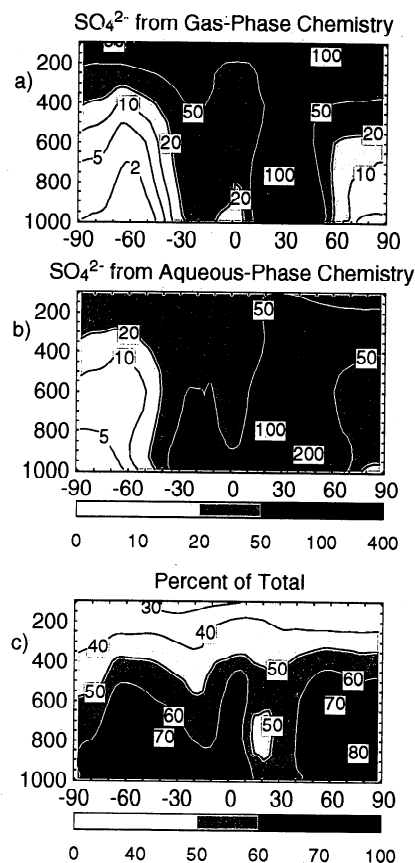 SO₄²⁻ from Gas-Phase Chemistry
a)
200
400
600
800
1000
100
50 50
10 20 20
5 10
2 100
20
-90 -60 -30 0 30 60 90
SO₄²⁻ from Aqueous-Phase Chemistry
b)
200
400
600
800
1000
50
20
10 50
5 100
200
-90 -60 -30 0 30 60 90
0 10 20 50 100 400
Percent of Total
c)
200
400
600
800
1000
30
40 40
50 50 60
60 50 70
70 80
-90 -60 -30 0 30 60 90
0 40 50 60 70 100